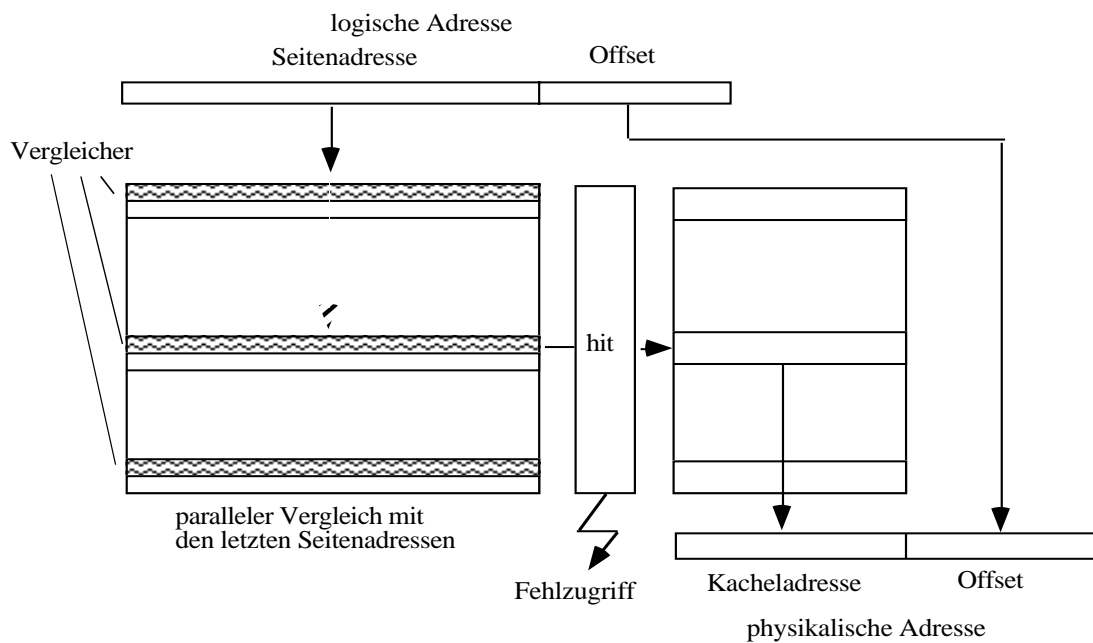 logische Adresse
Seitenadresse
Offset
Vergleicher
hit
paralleler Vergleich mit
den letzten Seitenadressen
Fehlzugriff
Kacheladresse
Offset
physikalische Adresse